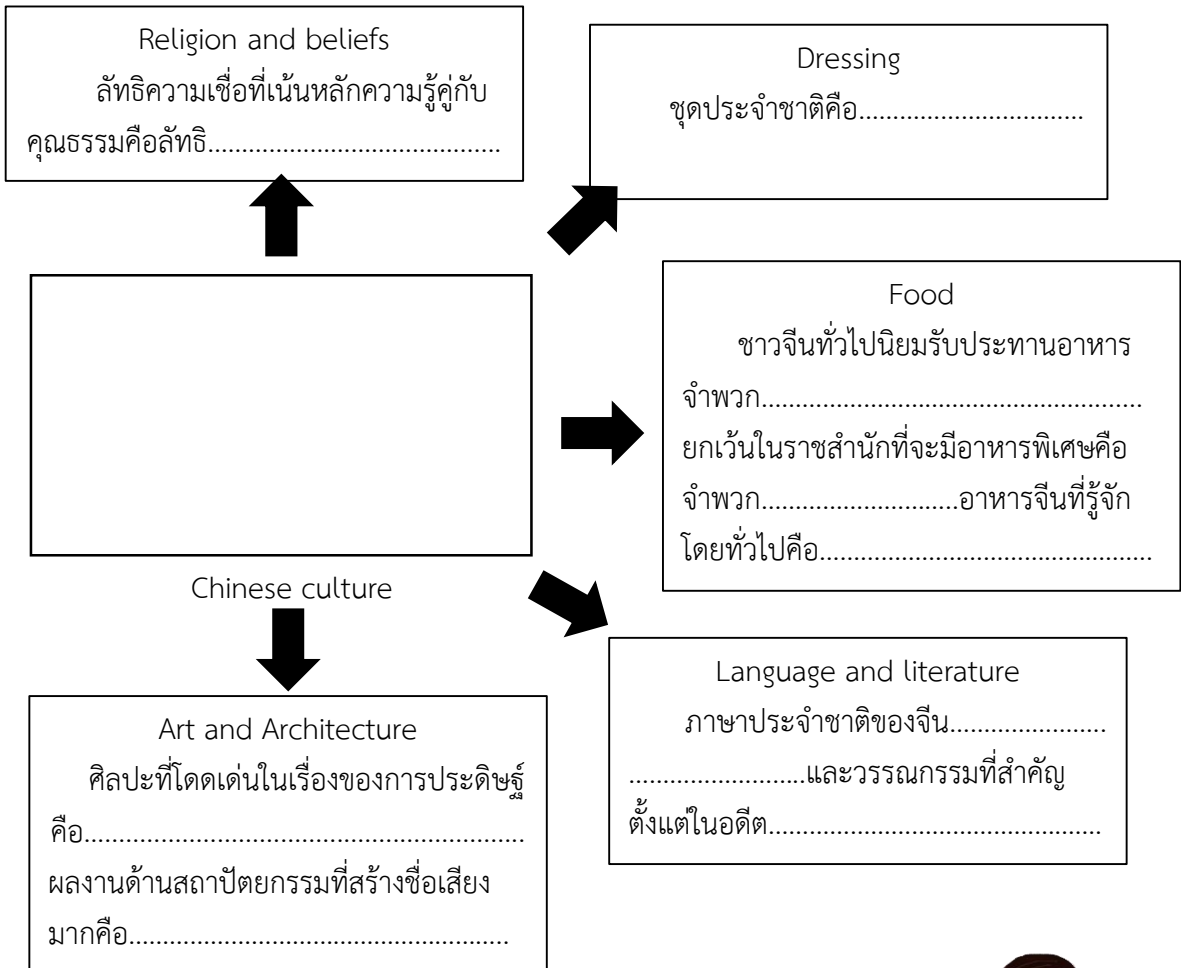 Religion and beliefs
ลัทธิความเชื่อที่เน้นหลักความรู้คู่กับ
คุณธรรมคือลัทธิ...........................................
Dressing
ชุดประจำชาติคือ.................................
Food
ชาวจีนทั่วไปนิยมรับประทานอาหาร
จำพวก........................................................
ยกเว้นในราชสำนักที่จะมีอาหารพิเศษคือ
จำพวก.............................อาหารจีนที่รู้จัก
โดยทั่วไปคือ.................................................
Chinese culture
Language and literature
ภาษาประจำชาติของจีน.......................
..........................และวรรณกรรมที่สำคัญ
ตั้งแต่ในอดีต.................................................
Art and Architecture
ศิลปะที่โดดเด่นในเรื่องของการประดิษฐ์
คือ.................................................................
ผลงานด้านสถาปัตยกรรมที่สร้างชื่อเสียง
มากคือ........................................................